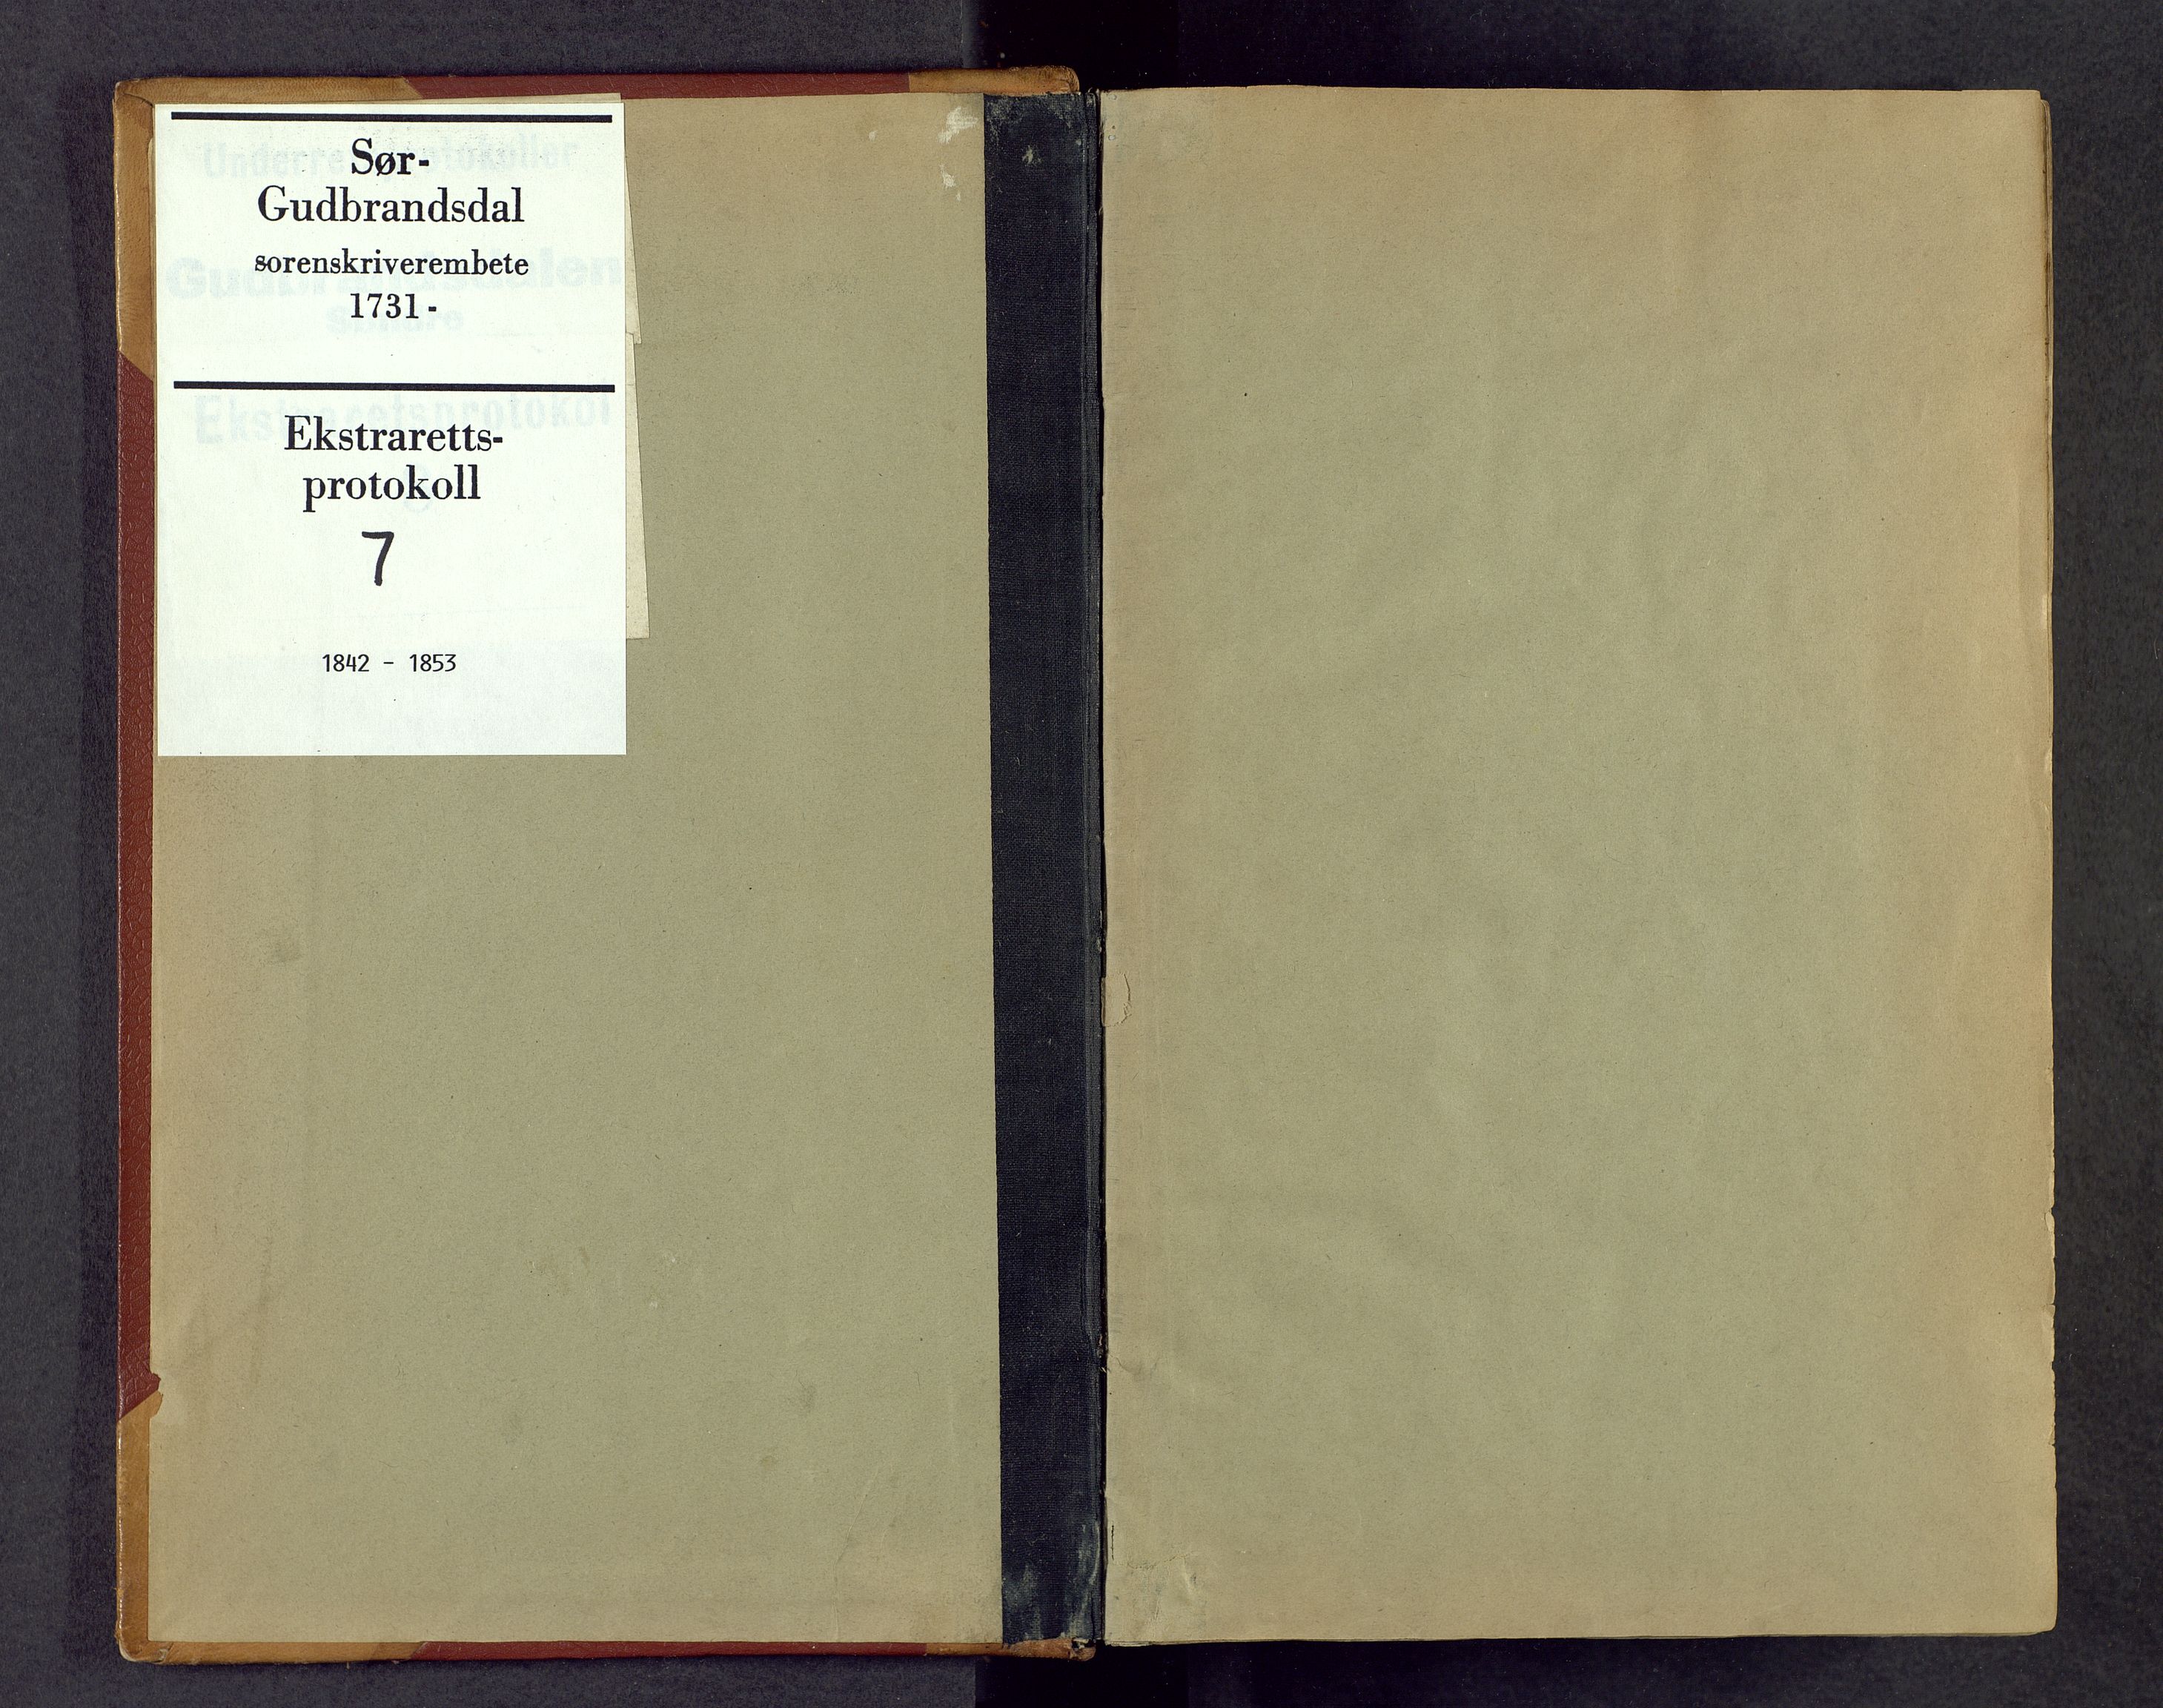 Sør-
Gudbrandsdal
sorenskriverembete
1731-
Ekstraretts-
protokoll
7
1842 - 1853